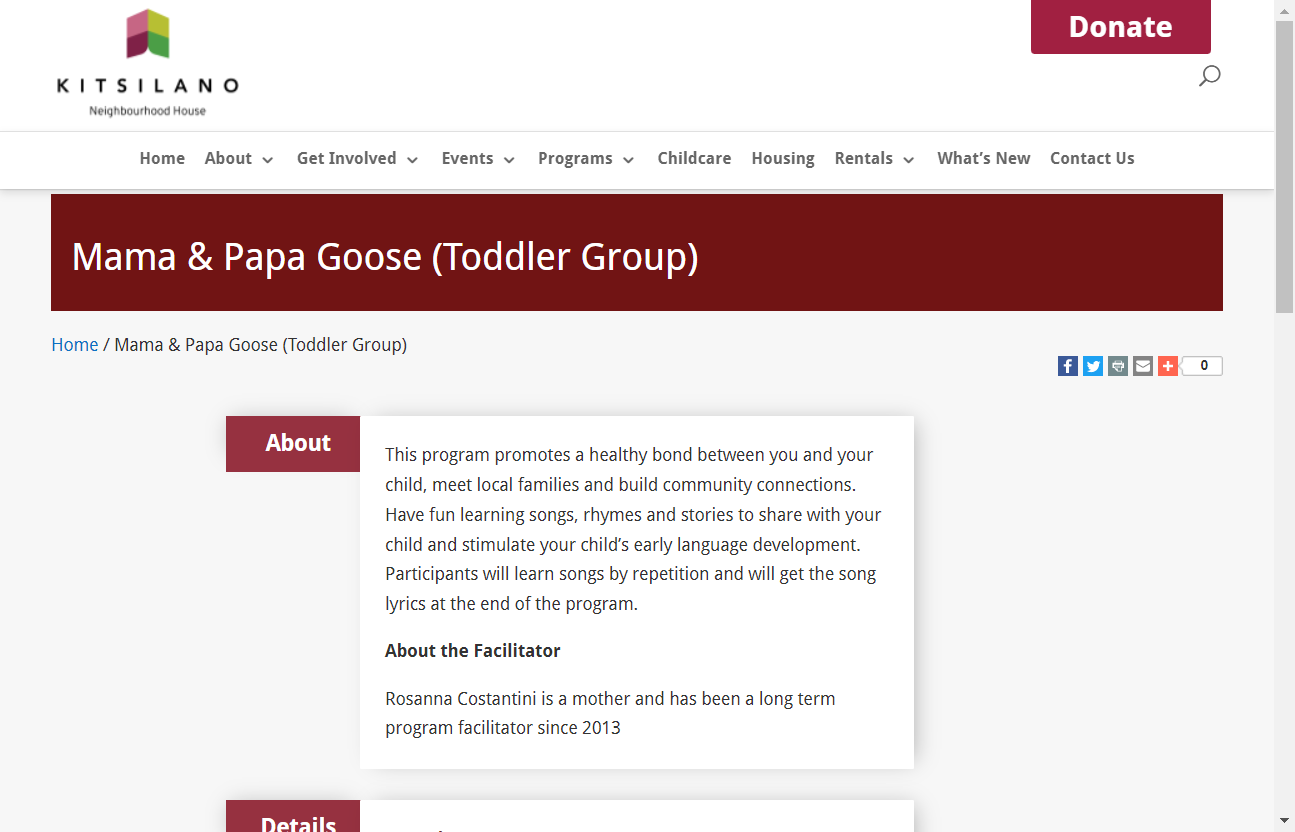 KITSILANO
Neighbourhood House
Donate
Home About Get Involved Events Programs Childcare Housing Rentals What's New Contact Us
Mama & Papa Goose (Toddler Group)
Home / Mama & Papa Goose (Toddler Group)
0
About
This program promotes a healthy bond between you and your
child, meet local families and build community connections.
Have fun learning songs, rhymes and stories to share with your
child and stimulate your child's early language development.
Participants will learn songs by repetition and will get the song
lyrics at the end of the program.
About the Facilitator
Rosanna Costantini is a mother and has been a long term
program facilitator since 2013
Details